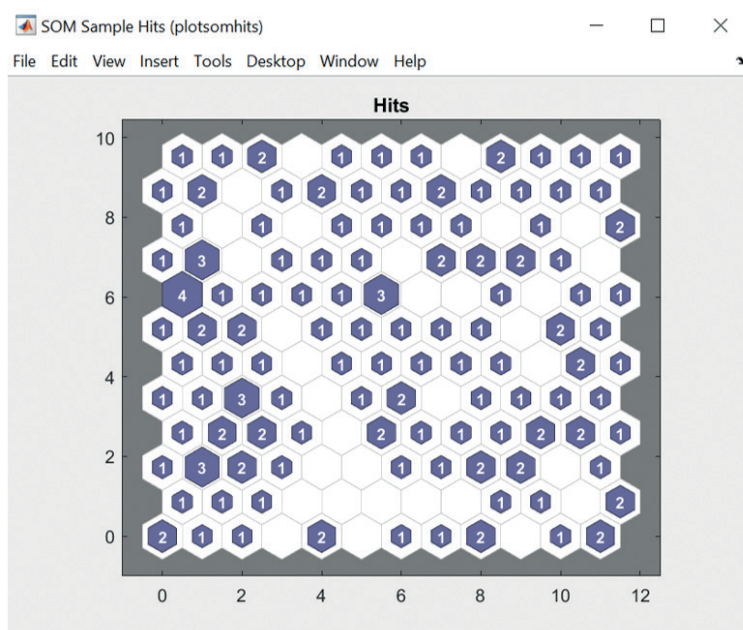 SOM Sample Hits (plotsomhits)
File Edit View Insert Tools Desktop Window Help
Hits
10
1 1 2 1 1 1 2 1 1 1
1 2 1 2 1 1 2 1 1 1 1
8
1 1 1 1 1 1 1 2
1 3 1 1 1 2 2 2 1
6
4 1 1 1 1 3 1 1 1
1 2 2 1 1 1 1 1 2 1
4
1 1 1 1 1 1 1 1 2 1
1 1 3 1 1 2 1 1 1 1
1 2 2 1 2 1 1 1 2 2 1
2
1 3 2 1 1 1 2 2 1
1 1 1 1 1 2
0
2 1 1 2 1 1 2 1 2
0 2 4 6 8 10 12